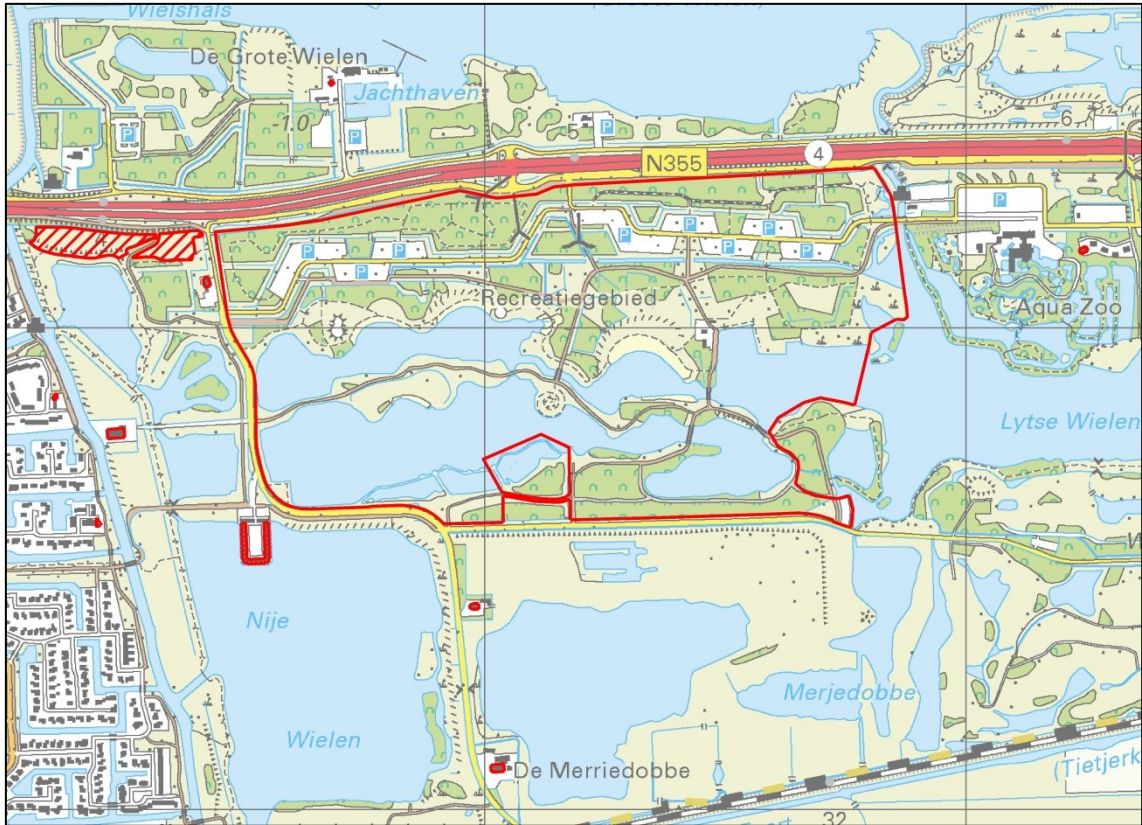 Wielshals
De Grote Wielen
Jachthaven
-1.0
P
P
5
P
6
N355
4
P
P
P
P
P
P
P
Recreatiegebied
Aqua Zoo
Lytse Wielen
Nije
Wielen
Merjedobbe
De Merriedobbe
(Tietjerk
32